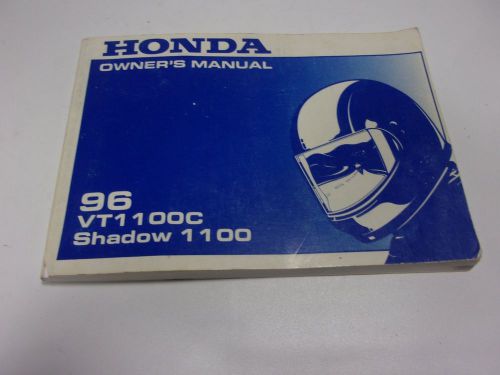 HONDA
OWNER'S MANUAL
96
VT1100C
Shadow 1100